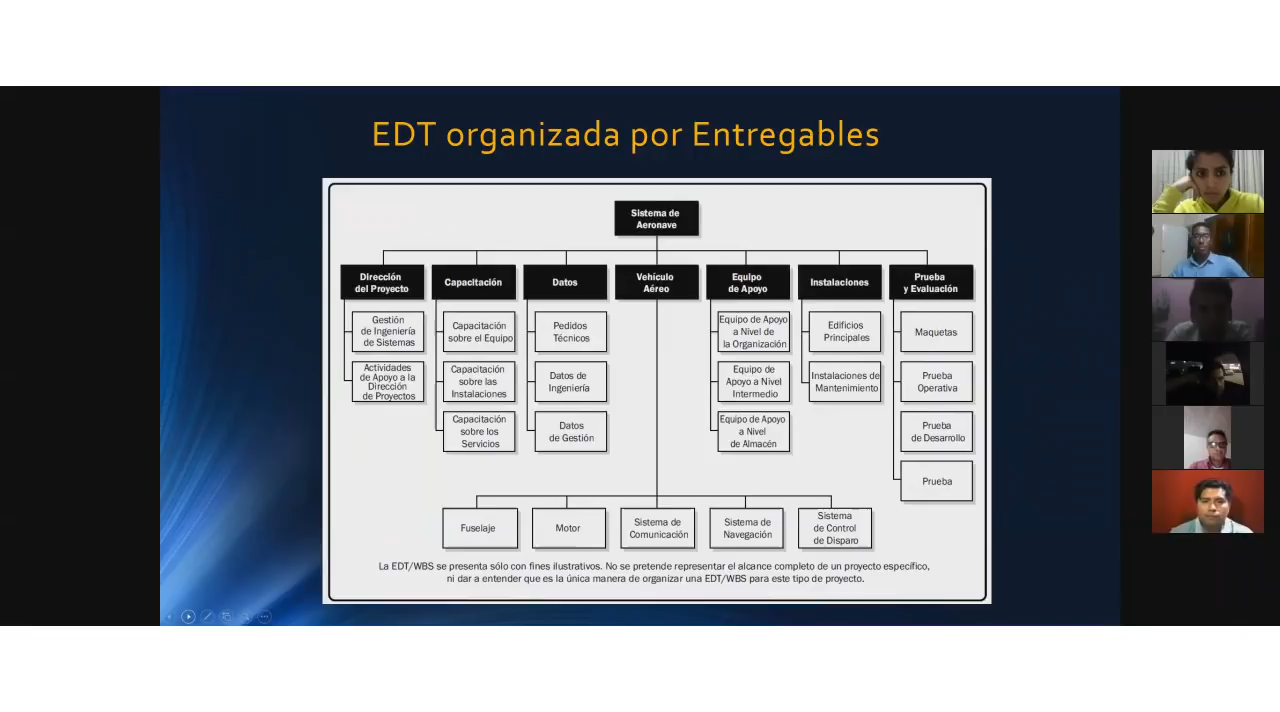 EDT organizada por Entregables
Sistema de
Aeronave
Dirección
del Proyecto
Capacitación
Datos
Vehículo
Aéreo
Equipo
de Apoyo
Instalaciones
Prueba
y Evaluación
Gestión
de Ingeniería
de Sistemas
Actividades
de Apoyo a la
Dirección
de Proyectos
Capacitación
sobre el Equipo
Capacitación
sobre las
Instalaciones
Capacitación
sobre los
Servicios
Pedidos
Técnicos
Datos de
Ingeniería
Datos
de Gestión
Equipo de Apoyo
a Nivel de
la Organización
Equipo de
Apoyo a Nivel
Intermedio
Equipo de Apoyo
a Nivel
de Almacén
Edificios
Principales
Instalaciones de
Mantenimiento
Maquetas
Prueba
Operativa
Prueba
de Desarrollo
Prueba
Fuselaje
Motor
Sistema de
Comunicación
Sistema de
Navegación
Sistema
de Control
de Disparo
La EDT/WBS se presenta sólo con fines ilustrativos. No se pretende representar el alcance completo de un proyecto específico,
ni dar a entender que es la única manera de organizar una EDT/WBS para este tipo de proyecto.